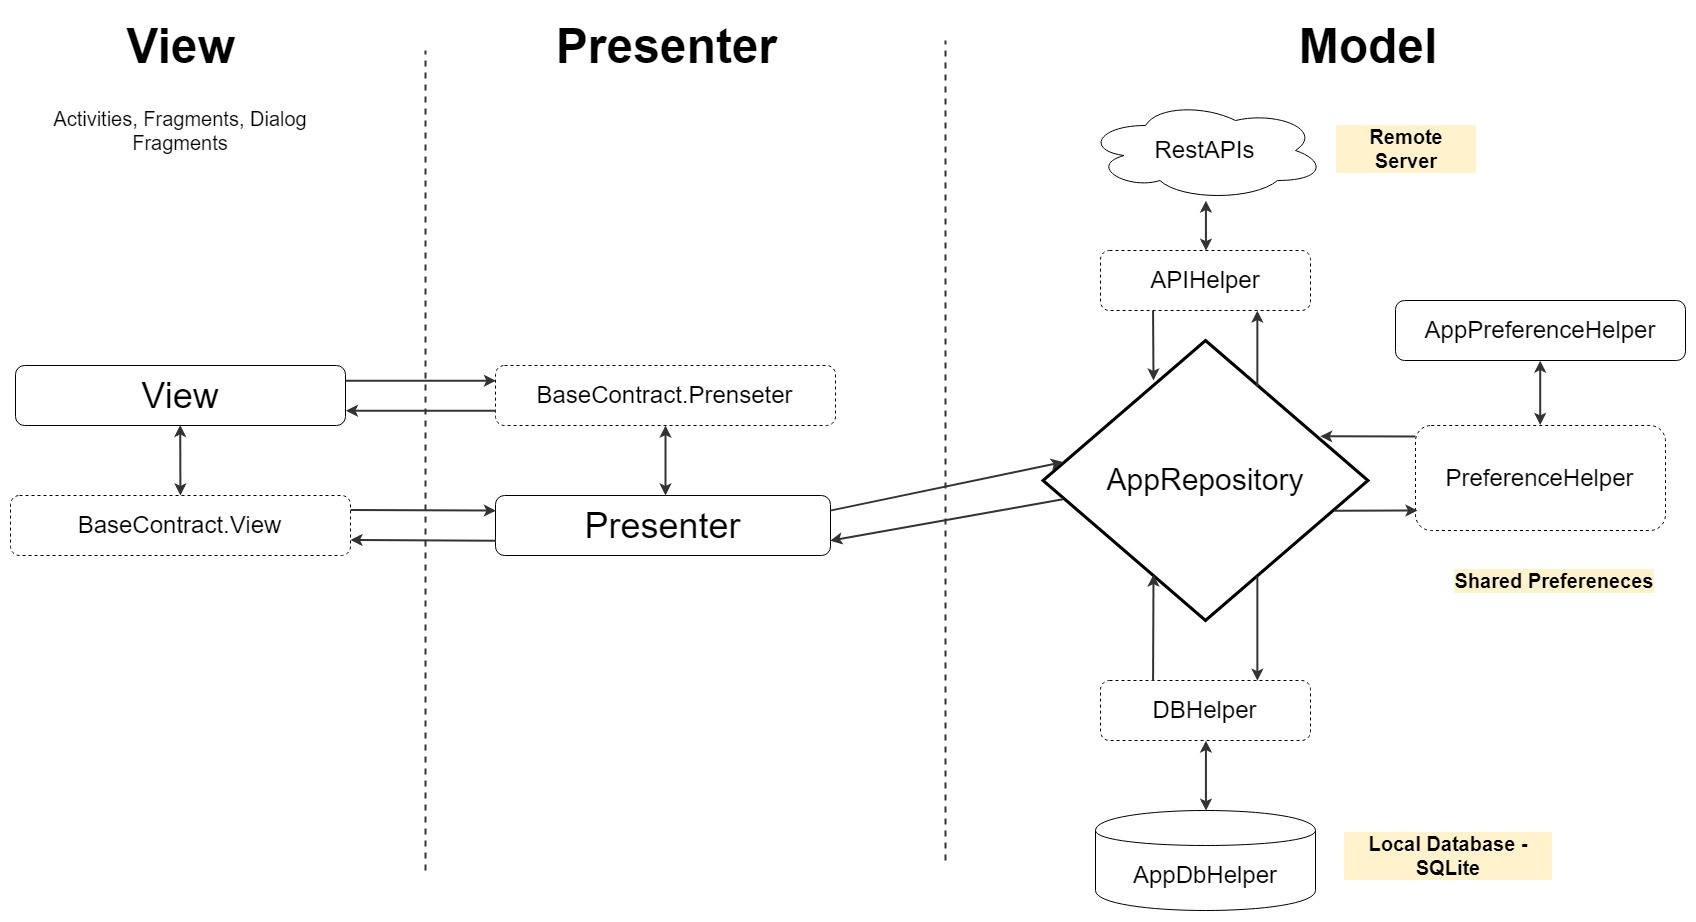 View
Presenter
Model
Activities, Fragments, Dialog
Fragments
RestAPIs
Remote
Server
APIHelper
AppPreferenceHelper
View
BaseContract.Prenseter
AppRepository
PreferenceHelper
BaseContract.View
Presenter
Shared Prefereneces
DBHelper
Local Database -
SQLite
AppDbHelper